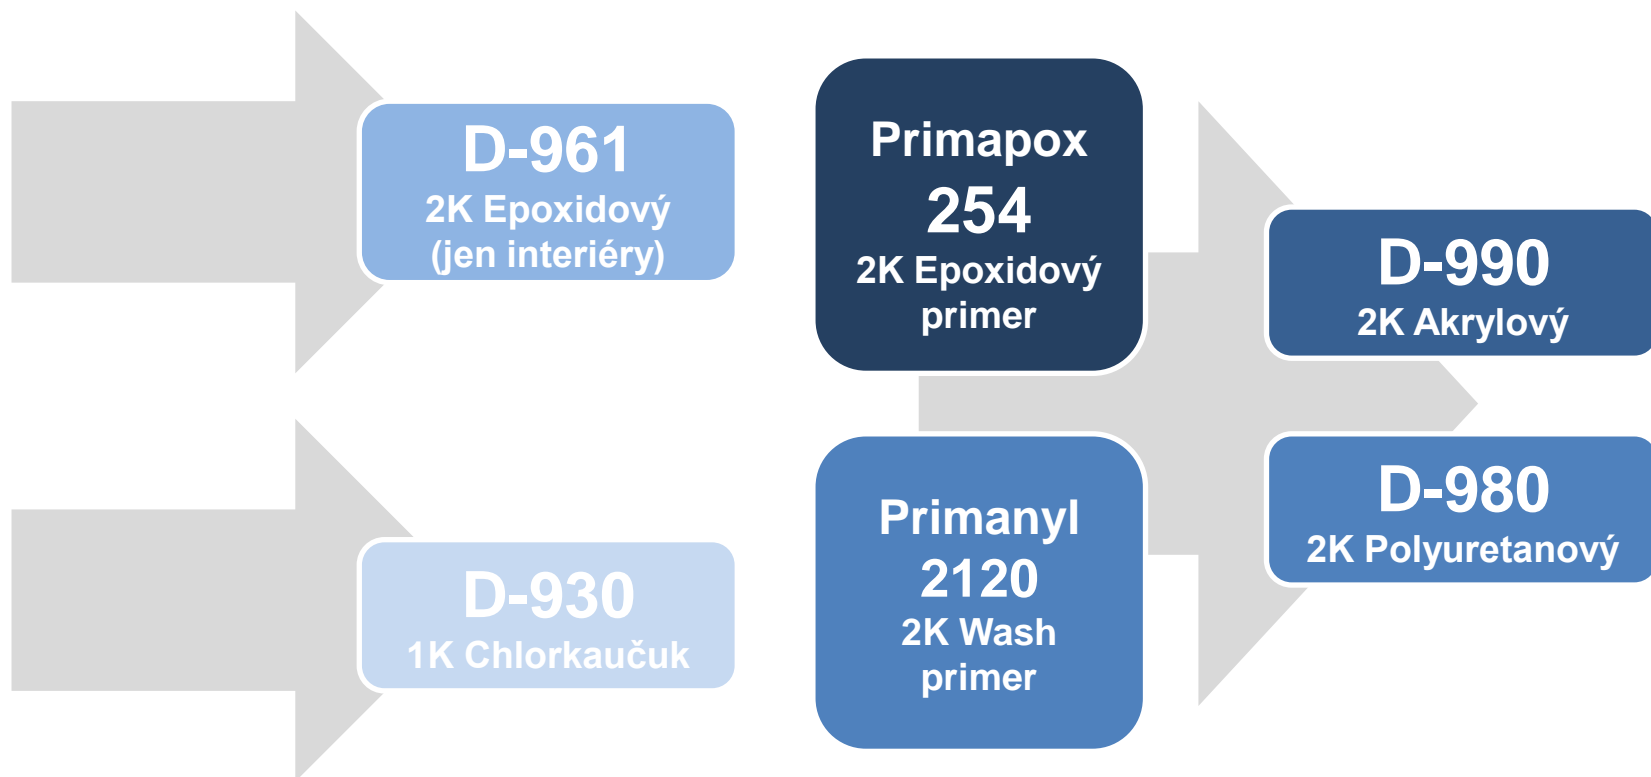 D-961
2K Epoxidový
(jen interiéry)
D-930
1K Chlorkaučuk
Primapox
254
2K Epoxidový
primer
Primanyl
2120
2K Wash
primer
D-990
2K Akrylový
D-980
2K Polyuretanový